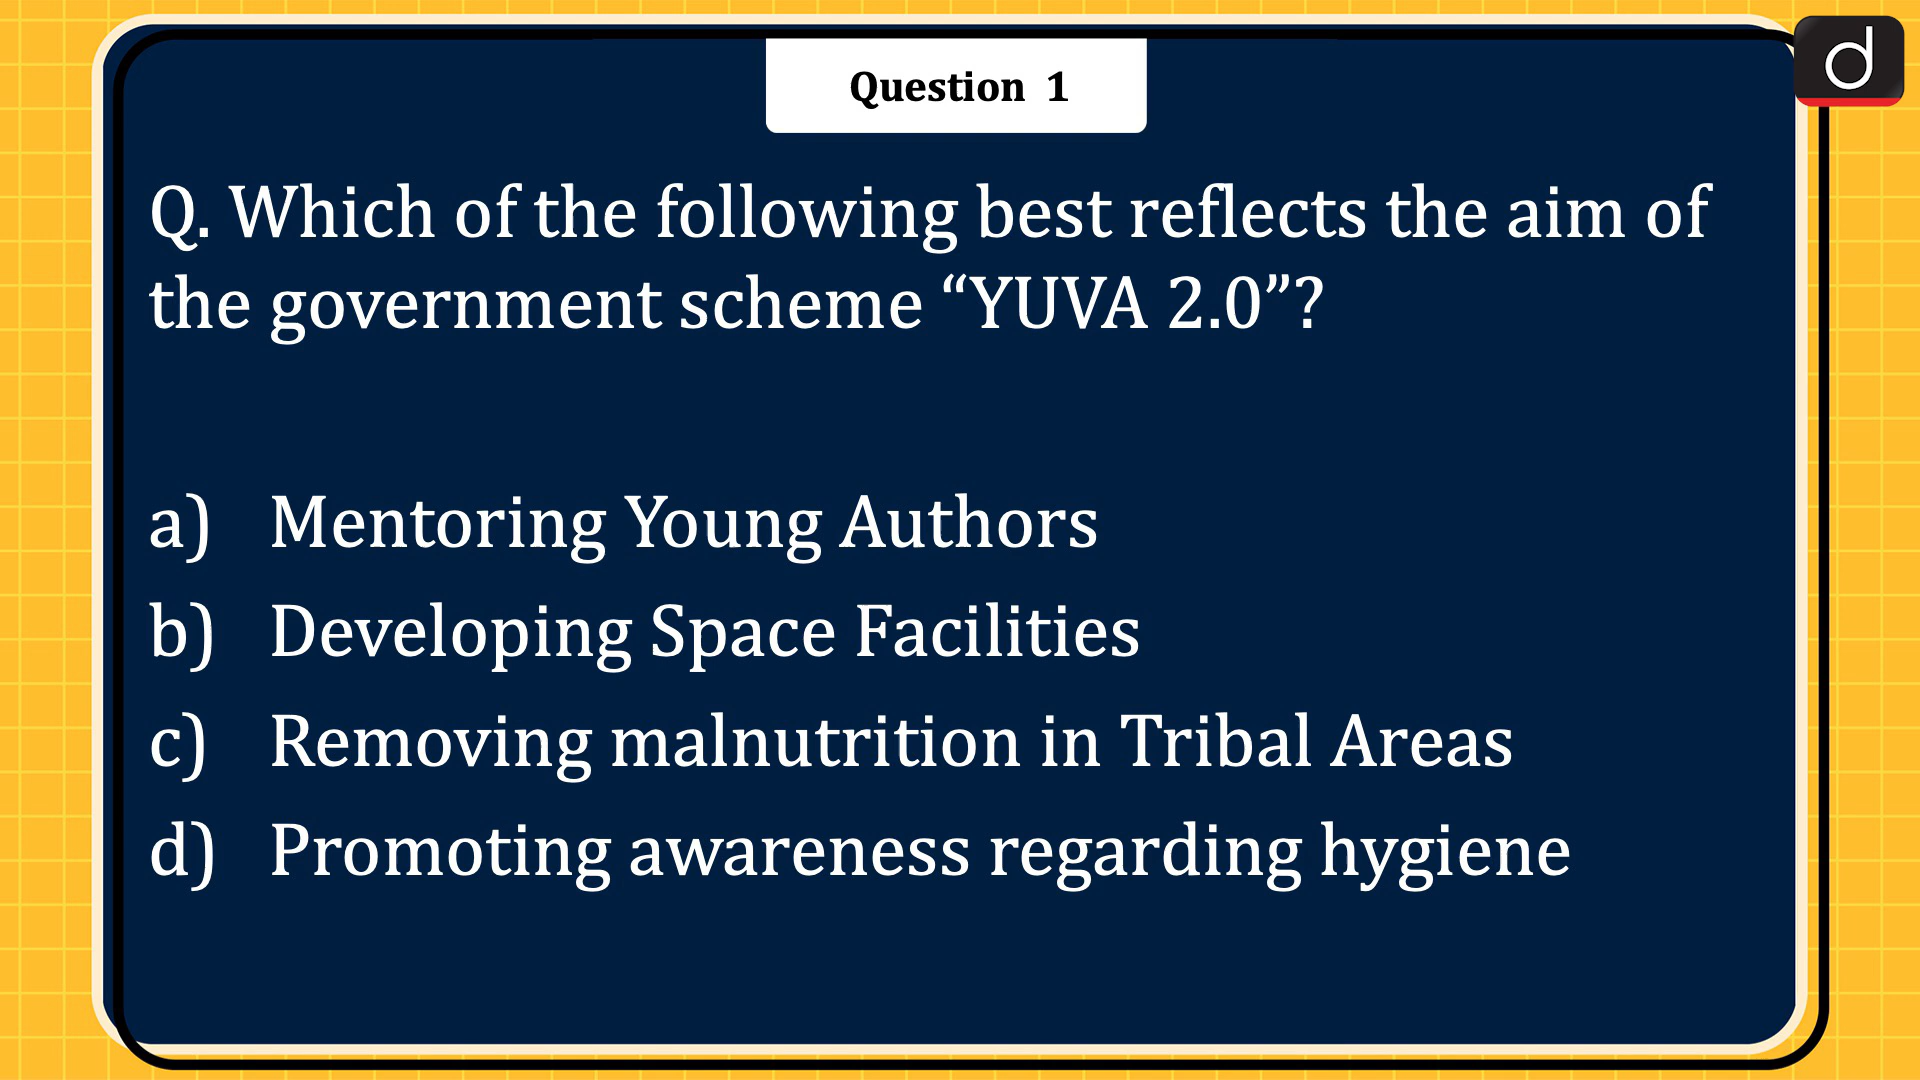 Question 1
d
Q. Which of the following best reflects the aim of
the government scheme “YUVA 2.0”?
a) Mentoring Young Authors
b) Developing Space Facilities
c) Removing malnutrition in Tribal Areas
d) Promoting awareness regarding hygiene